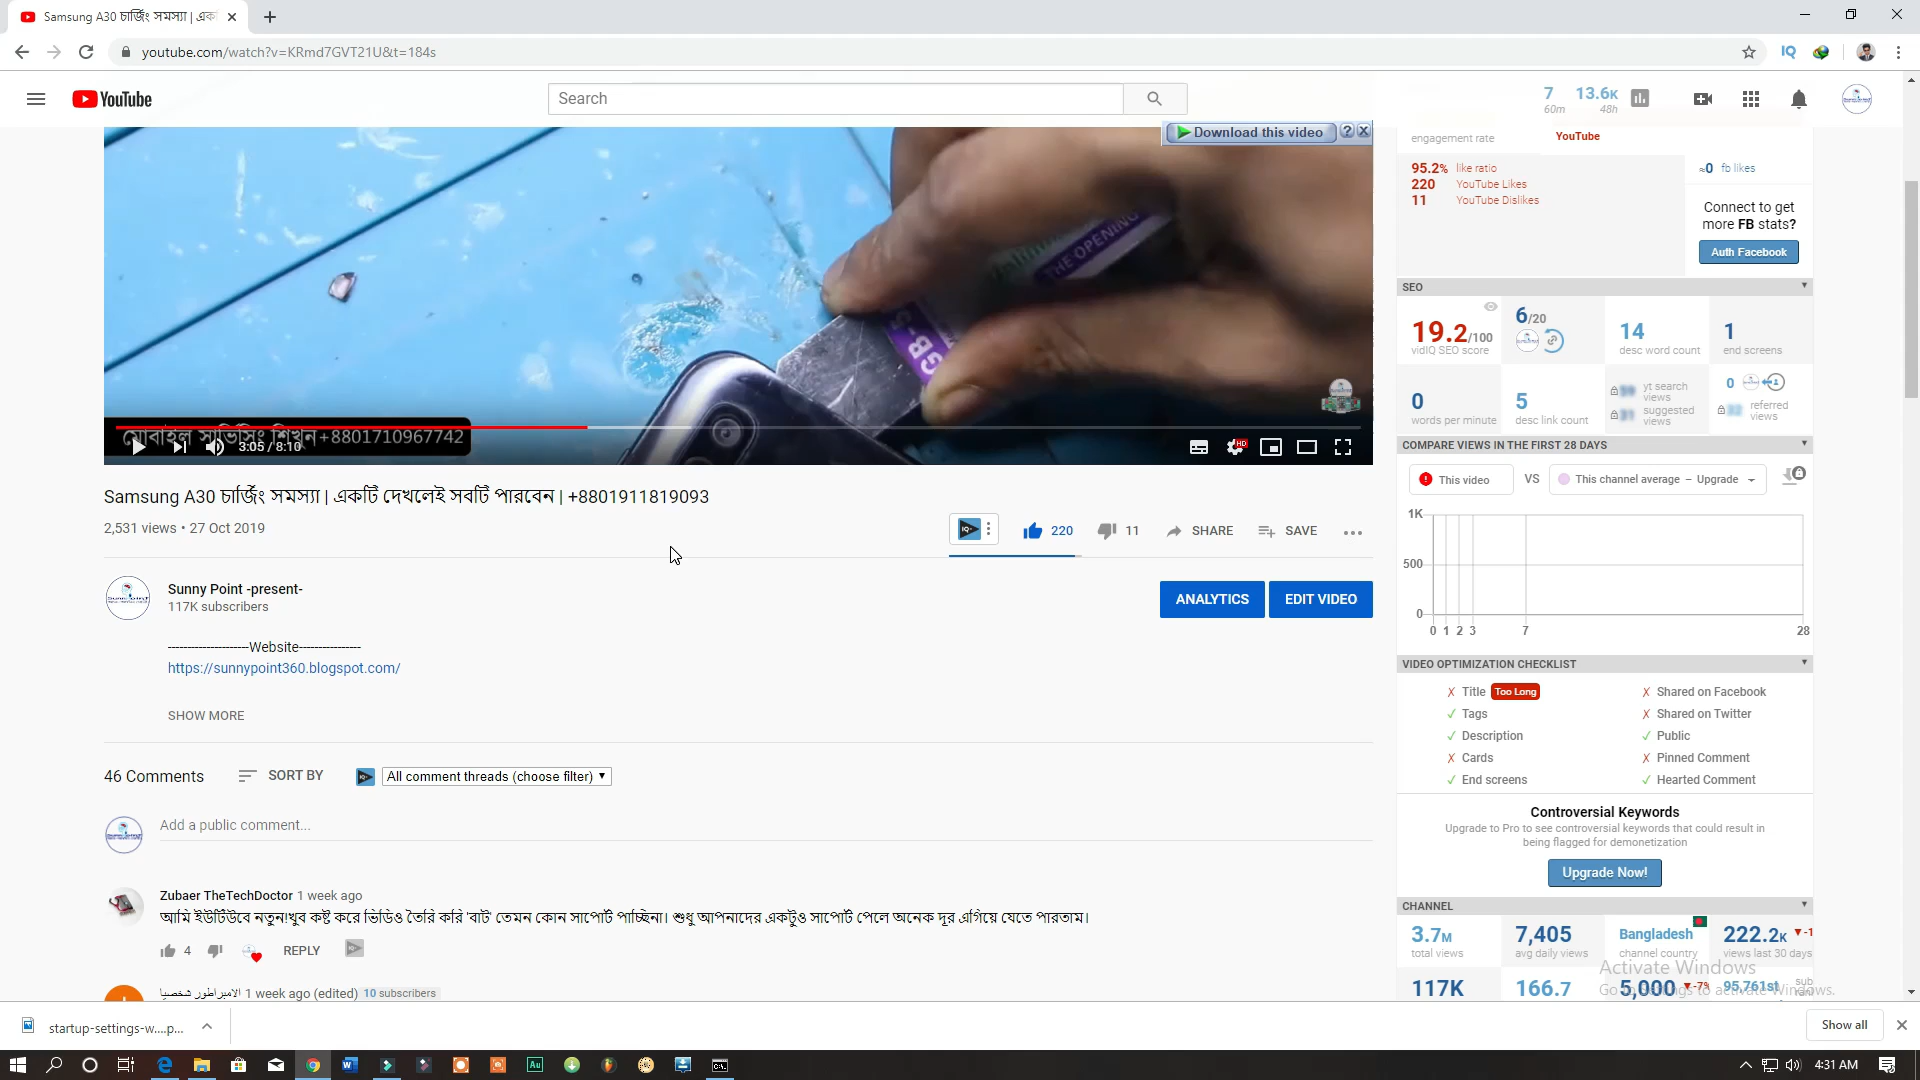 Samsung A30 চার্জিং সমস্যা | এক
youtube.com/watch?v=KRmd7GVT21U&t=184s
YouTube
Search
7
60m
13.6K
48h
Download this video
THE OPENING
মোবাইল সার্ভিসিং শিখুন +8801710967742
3:05 / 8:10
HD
Samsung A30 চার্জিং সমস্যা | একটি দেখলেই সবটি পারবেন | +8801911819093
2,531 views • 27 Oct 2019
220
11
SHARE
SAVE
Sunny Point -present-
117K subscribers
ANALYTICS
EDIT VIDEO
--------------------Website---------------
https://sunnypoint360.blogspot.com/
SHOW MORE
46 Comments
SORT BY
All comment threads (choose filter)
Add a public comment...
Zubaer TheTechDoctor 1 week ago
আমি ইউটিউবে নতুন।খুব কষ্ট করে ভিডিও তৈরি করি 'বাট' তেমন কোন সাপোর্ট পাচ্ছিনা। শুধু আপনাদের একটুও সাপোর্ট পেলে অনেক দূর এগিয়ে যেতে পারতাম।
4
REPLY
الامبراطور شخصيا 1 week ago (edited) 10 subscribers
engagement rate
YouTube
95.2% like ratio
220 YouTube Likes
11 YouTube Dislikes
≈0 fb likes
Connect to get
more FB stats?
Auth Facebook
SEO
19.2/100
vidIQ SEO score
6/20
14
desc word count
1
end screens
0
words per minute
5
desc link count
yt search
views
suggested
views
0
referred
views
COMPARE VIEWS IN THE FIRST 28 DAYS
This video
VS
This channel average – Upgrade
1K
500
0
0 1 2 3 7 28
VIDEO OPTIMIZATION CHECKLIST
Title Too Long
Tags
Description
Cards
End screens
Shared on Facebook
Shared on Twitter
Public
Pinned Comment
Hearted Comment
Controversial Keywords
Upgrade to Pro to see controversial keywords that could result in
being flagged for demonetization
Upgrade Now!
CHANNEL
3.7M
total views
7,405
avg daily views
Bangladesh
channel country
222.2K
views last 30 days
117K
166.7
5,000
95,761st
Activate Windows
Go to Settings to activate Windows.
startup-settings-w....p...
Show all
4:31 AM